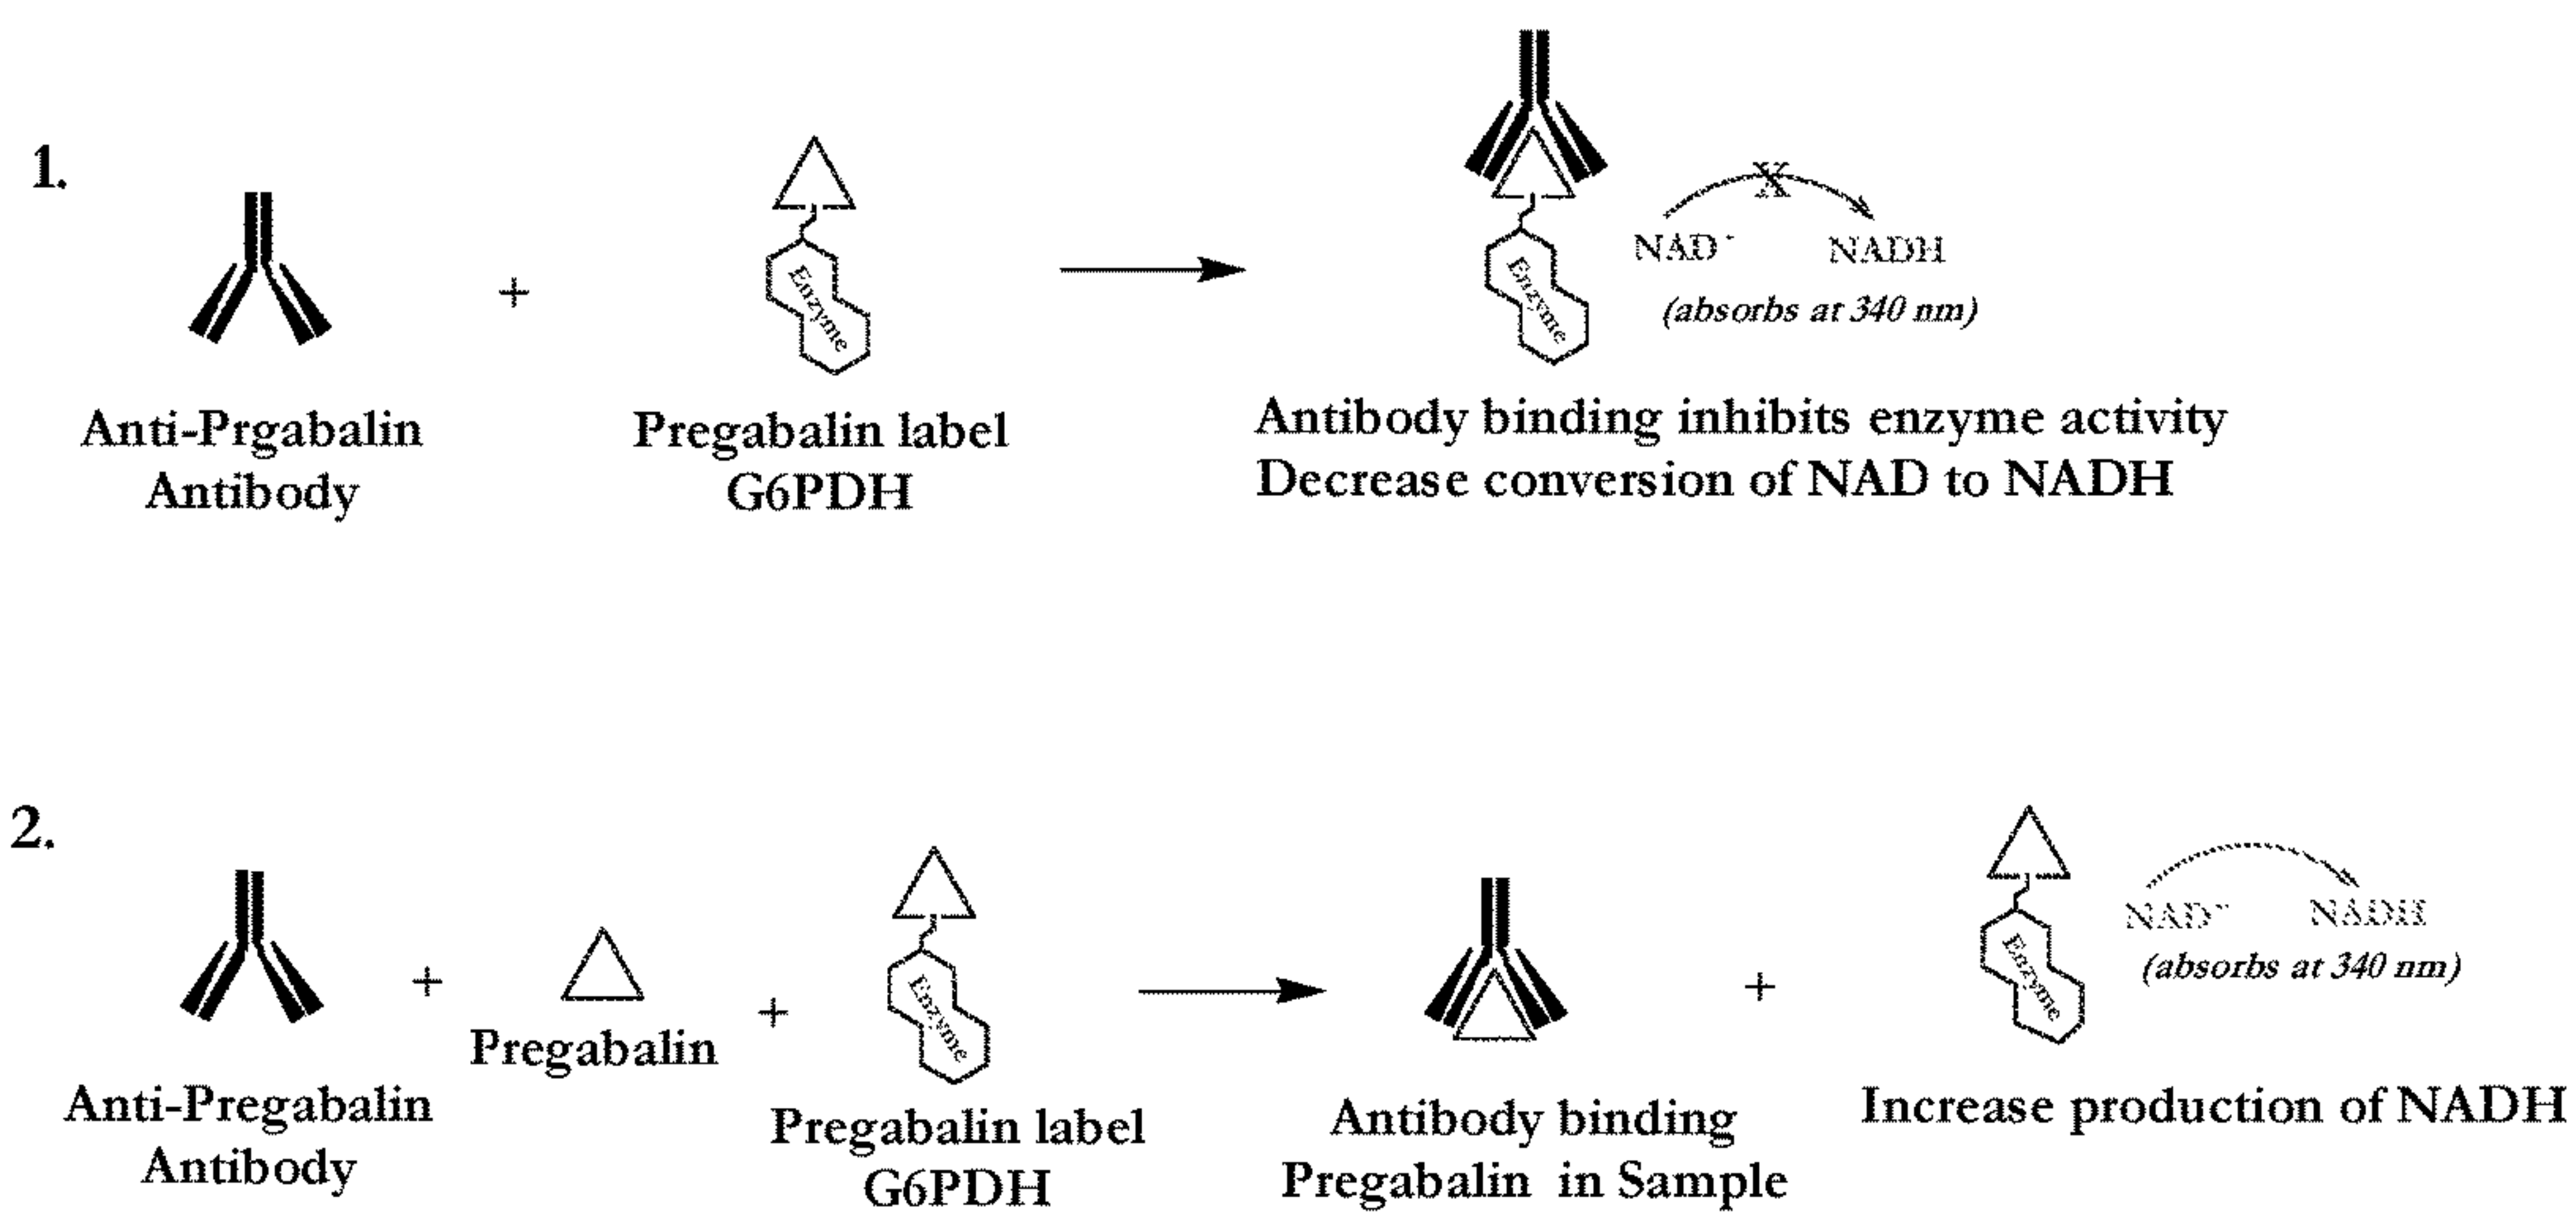 1.
+
Enzyme
Anti-Prgabalin
Antibody
Pregabalin label
G6PDH
X
NAD+ NADH
(absorbs at 340 nm)
Enzyme
Antibody binding inhibits enzyme activity
Decrease conversion of NAD to NADH
2.
+
Pregabalin
+
Enzyme
Anti-Pregabalin
Antibody
Pregabalin label
G6PDH
+
Enzyme
NAD+ NADH
(absorbs at 340 nm)
Antibody binding
Pregabalin in Sample
Increase production of NADH